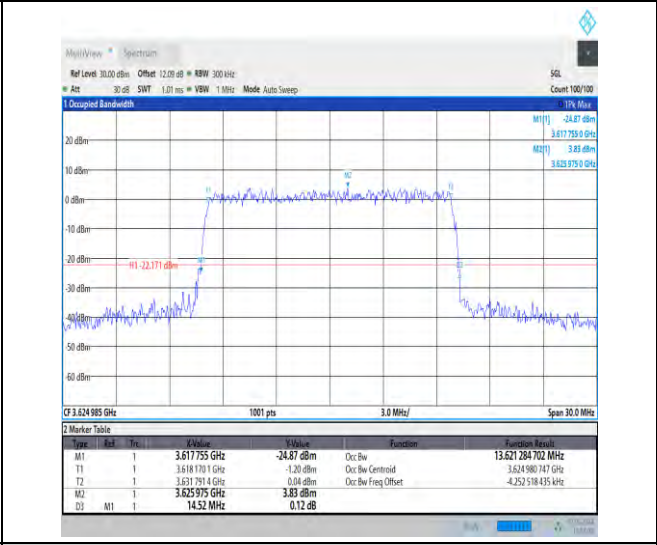 MultiView Spectrum
Ref Level 30.00 dBm Offset 12.09 dB RBW 300 kHz SGL
Att 30 dB SWT 1.01 ms VBW 1 MHz Mode Auto Sweep Count 100/100
1 Occupied Bandwidth 1Pk Max
M1[1] -24.87 dBm
3.617 755 0 GHz
M2[1] 3.83 dBm
3.625 975 0 GHz
20 dBm
10 dBm
M2
T1
T2
0 dBm
-10 dBm
-20 dBm
H1 -22.171 dBm
M1
D3
-30 dBm
-40 dBm
-50 dBm
-60 dBm
CF 3.624 985 GHz 1001 pts 3.0 MHz/ Span 30.0 MHz
2 Marker Table
Type Ref Trc X-Value Y-Value Function Function Result
M1 1 3.617755 GHz -24.87 dBm Occ Bw 13.621 284 702 MHz
T1 1 3.618 170 1 GHz -1.20 dBm Occ Bw Centroid 3.624 980 747 GHz
T2 1 3.631 791 4 GHz 0.04 dBm Occ Bw Freq Offset -4.252 518 435 kHz
M2 1 3.625975 GHz 3.83 dBm
D3 M1 1 14.52 MHz 0.12 dB